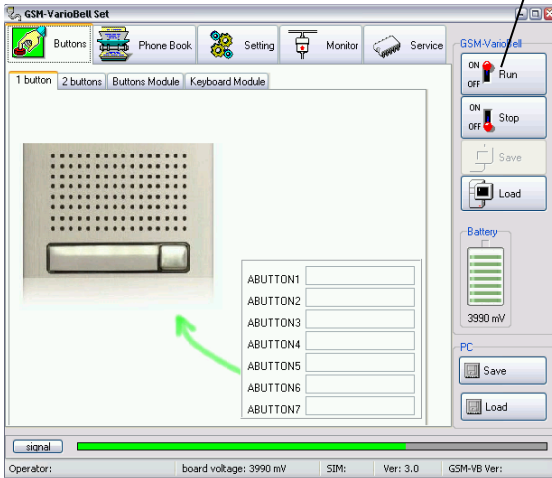 GSM-VarioBell Set
Buttons Phone Book Setting Monitor Service
1 button 2 buttons Buttons Module Keyboard Module
ABUTTON1
ABUTTON2
ABUTTON3
ABUTTON4
ABUTTON5
ABUTTON6
ABUTTON7
GSM-VarioBell
ON
OFF
Run
ON
OFF
Stop
Save
Load
Battery
3990 mV
PC
Save
Load
signal
Operator: board voltage: 3990 mV SIM: Ver: 3.0 GSM-VB Ver: